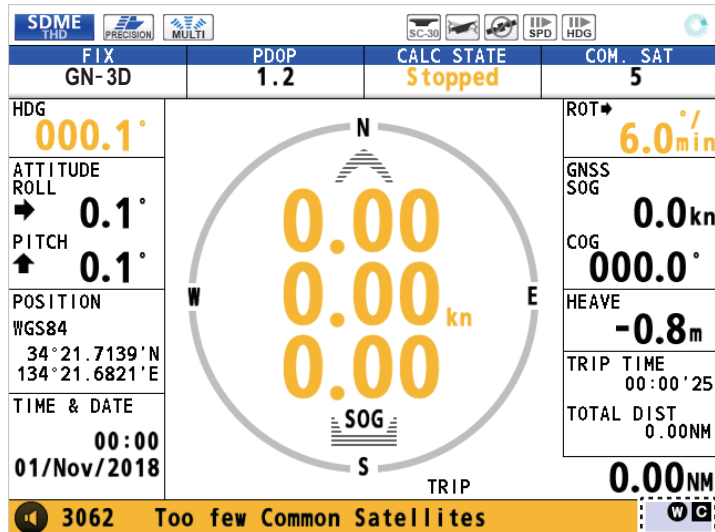 SDME
THD
PRECISION
MULTI
SC-30
SPD
HDG
FIX PDOP CALC STATE COM. SAT
GN-3D 1.2 Stopped 5
HDG
000.1°
ATTITUDE
ROLL
0.1°
PITCH
0.1°
POSITION
WGS84
34°21.7139'N
134°21.6821'E
TIME & DATE
00:00
01/Nov/2018
N
W
E
S
0.00
0.00 kn
0.00
SOG
TRIP
0.00NM
ROT
6.0°/min
GNSS
SOG
0.0kn
COG
000.0°
HEAVE
-0.8m
TRIP TIME
00:00'25
TOTAL DIST
0.00NM
3062 Too few Common Satellites
W C